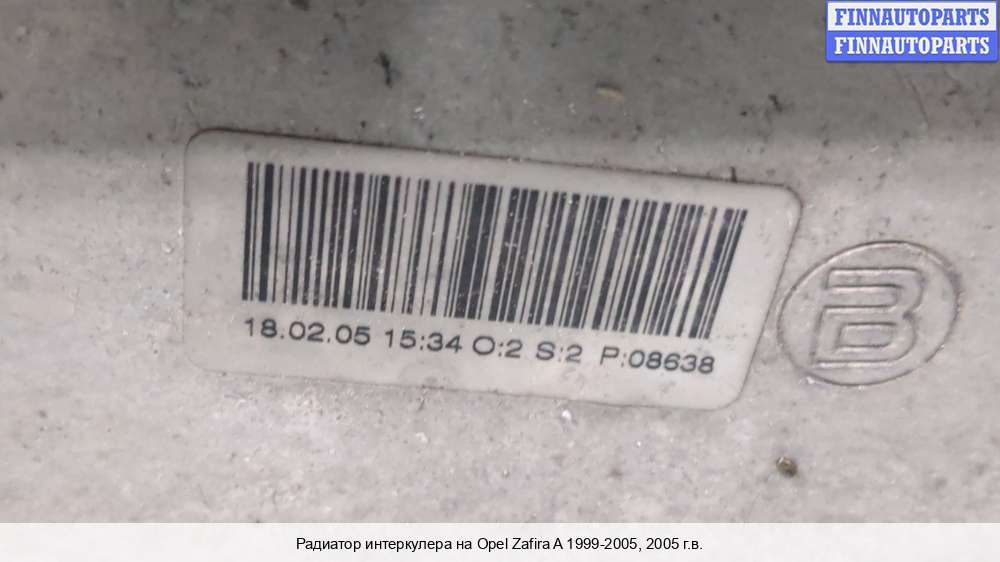 FINNAUTOPARTS
FINNAUTOPARTS
18.02.05 15:34 O:2 S:2 P:08638
B
Радиатор интеркулера на Opel Zafira A 1999-2005, 2005 г.в.